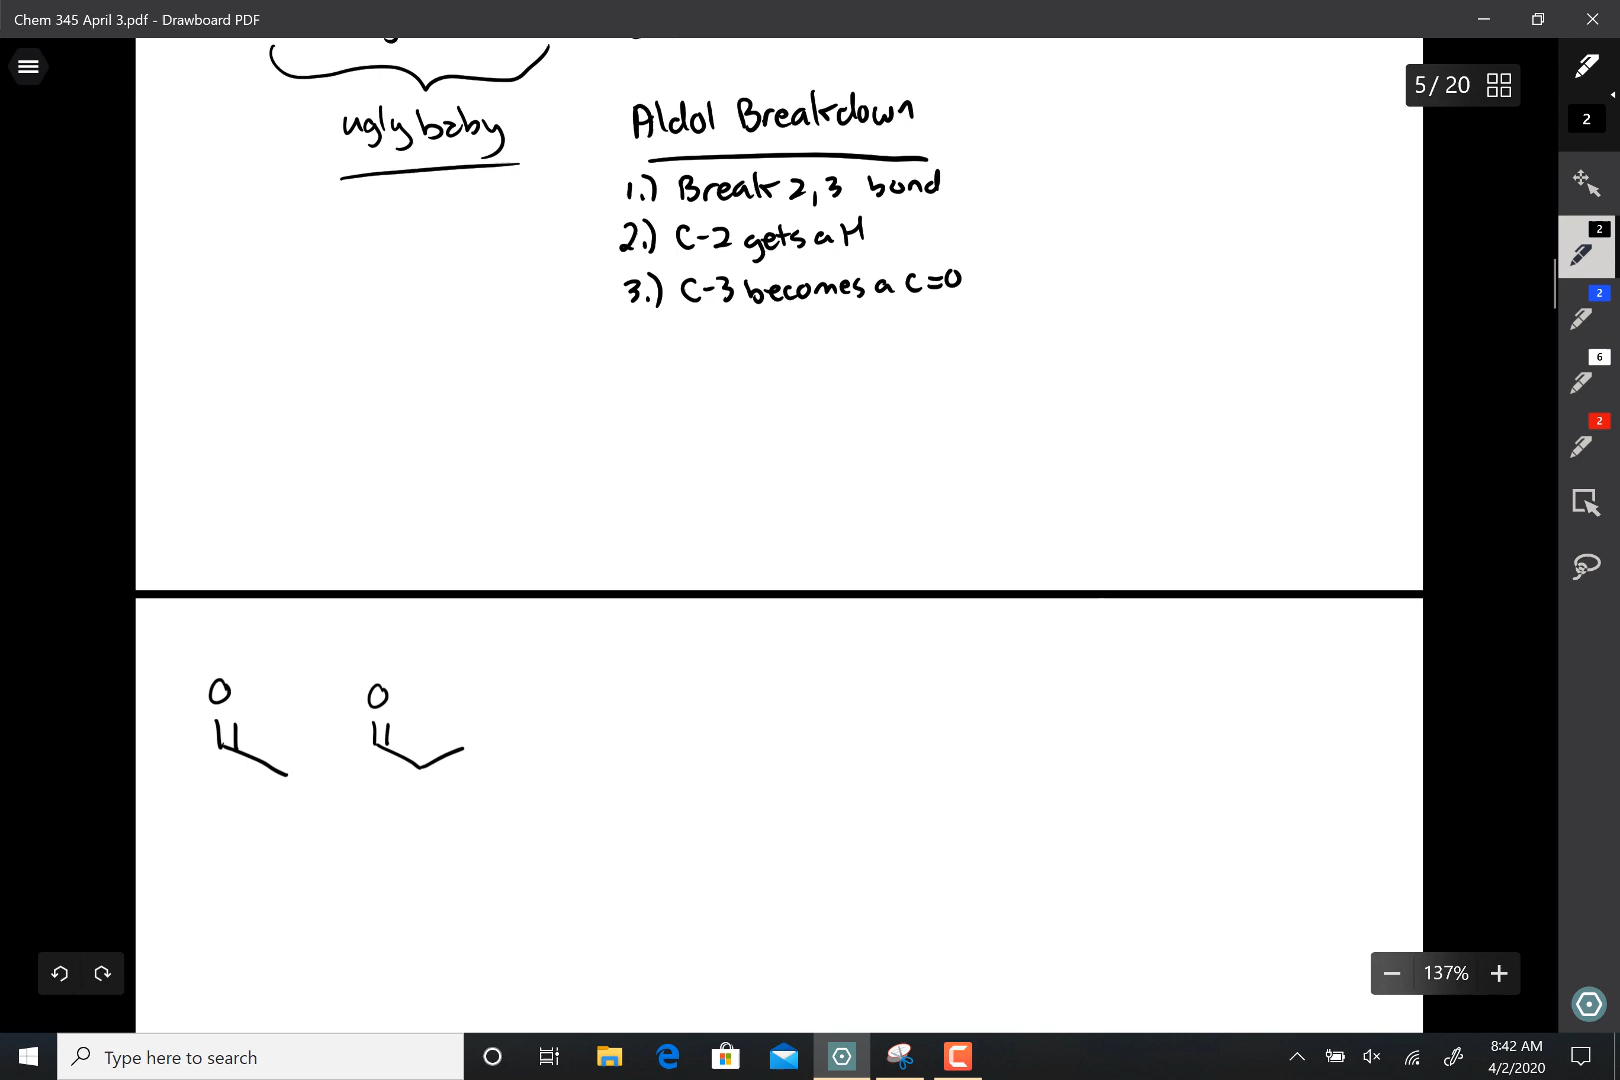 Chem 345 April 3.pdf - Drawboard PDF
5 / 20
ugly baby
Aldol Breakdown
1.) Break 2,3 bond
2.) C-2 gets a H
3.) C-3 becomes a C=O
2
2
2
6
2
O
O
137%
Type here to search
8:42 AM
4/2/2020